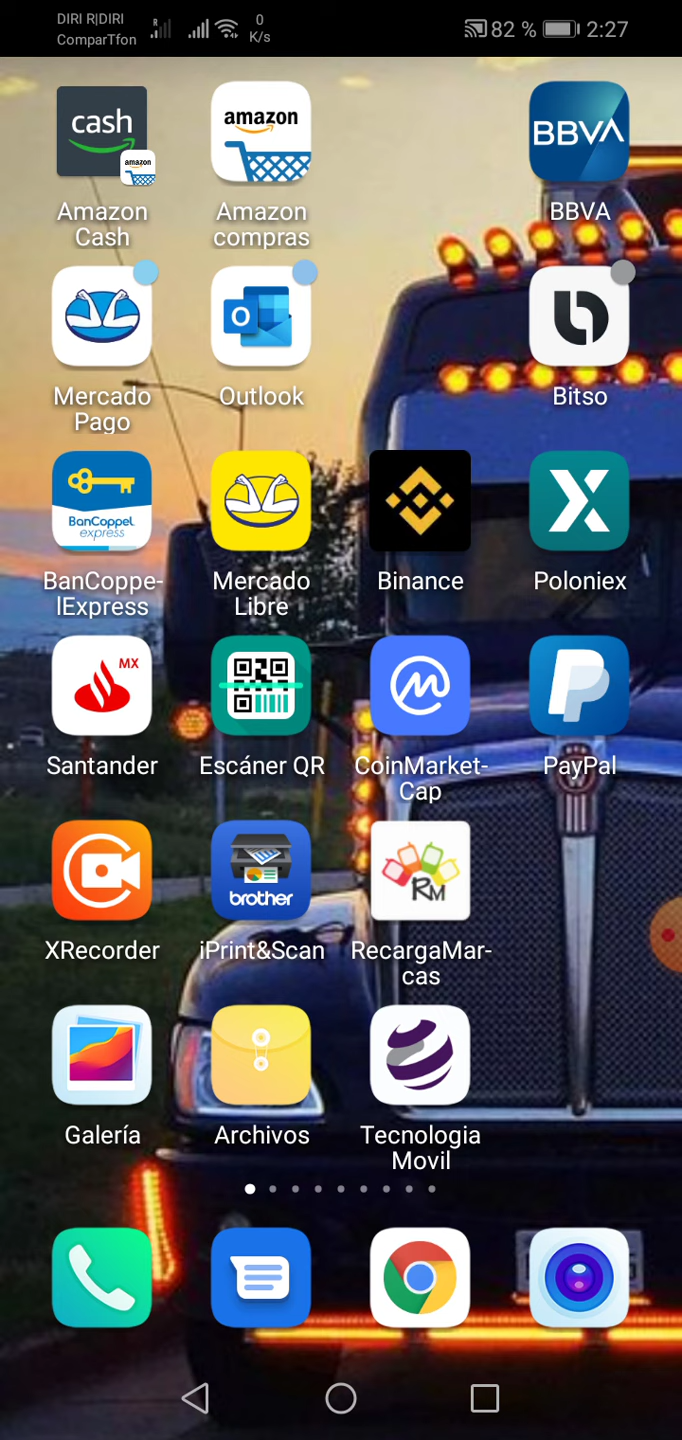 DIRI R|DIRI
ComparTfon
R
0
K/s
82 %
2:27
cash
amazon
amazon
BBVA
Amazon
Cash
Amazon
compras
BBVA
O
Mercado
Pago
Outlook
Bitso
BanCoppel
express
BanCoppe-
lExpress
Mercado
Libre
Binance
Poloniex
MX
Santander
Escáner QR
CoinMarket-
Cap
PayPal
brother
RM
XRecorder
iPrint&Scan
RecargaMar-
cas
Galería
Archivos
Tecnologia
Movil